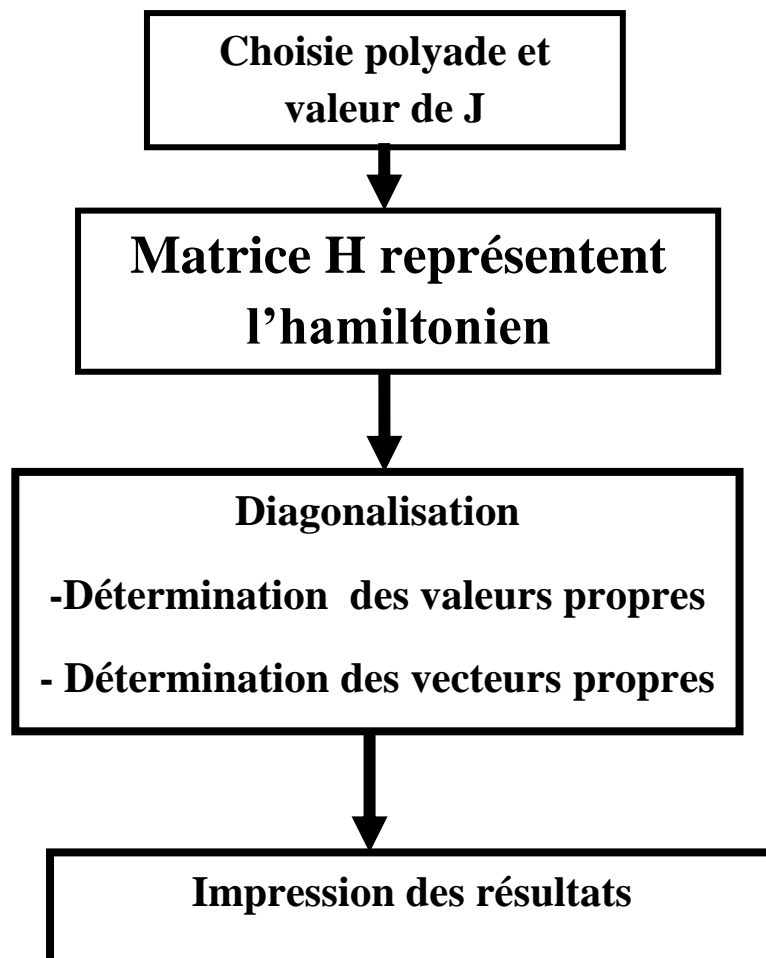 Choisie polyade et
valeur de J
Matrice H représentent
l’hamiltonien
Diagonalisation
-Détermination des valeurs propres
- Détermination des vecteurs propres
Impression des résultats